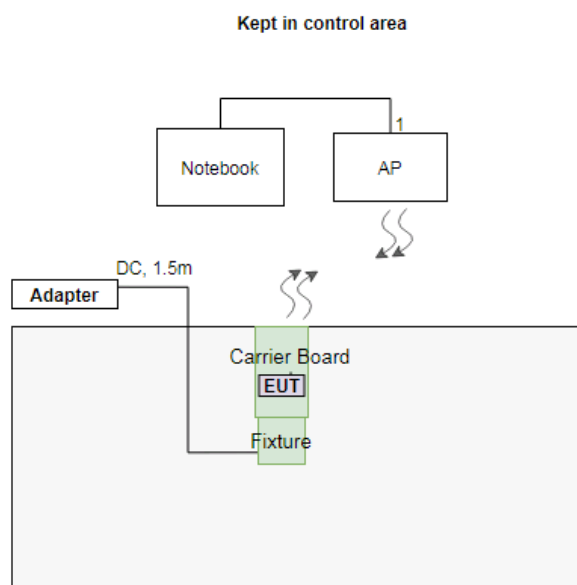 Kept in control area
1
Notebook
AP
DC, 1.5m
Adapter
Carrier Board
EUT
Fixture